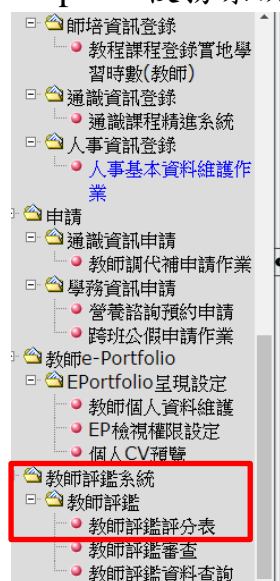 師培資訊登錄
教程課程登錄實地學
習時數(教師)
通識資訊登錄
通識課程精進系統
人事資訊登錄
人事基本資料維護作
業
申請
通識資訊申請
教師調代補申請作業
學務資訊申請
營養諮詢預約申請
跨班公假申請作業
教師e-Portfolio
EPortfolio呈現設定
教師個人資料維護
EP檢視權限設定
個人CV預覽
教師評鑑系統
教師評鑑
教師評鑑評分表
教師評鑑審查
教師評鑑資料查詢